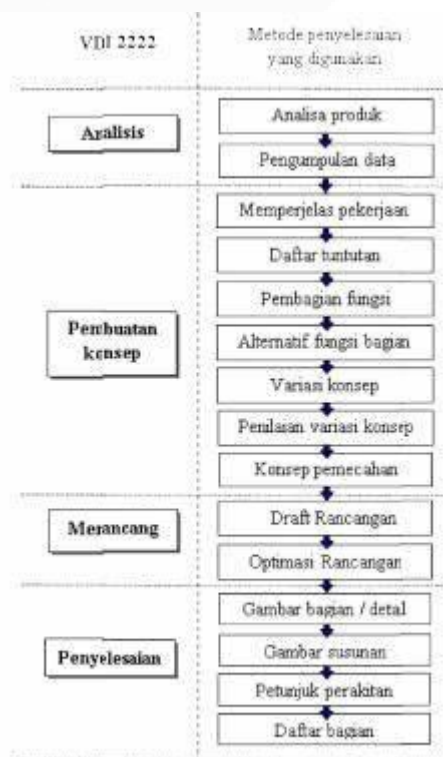 VDI 2222
Metode penyelesaian
yang digunakan
Analisis
Analisa produk
Pengumpulan data
Pembuatan
konsep
Memperjelas pekerjaan
Daftar tuntutan
Pembagian fungsi
Alternatif fungsi bagian
Variasi konsep
Penilaian variasi konsep
Konsep pemecahan
Merancang
Draft Rancangan
Optimasi Rancangan
Penyelesaian
Gambar bagian / detal
Gambar susunan
Petunjuk perakitan
Daftar bagian